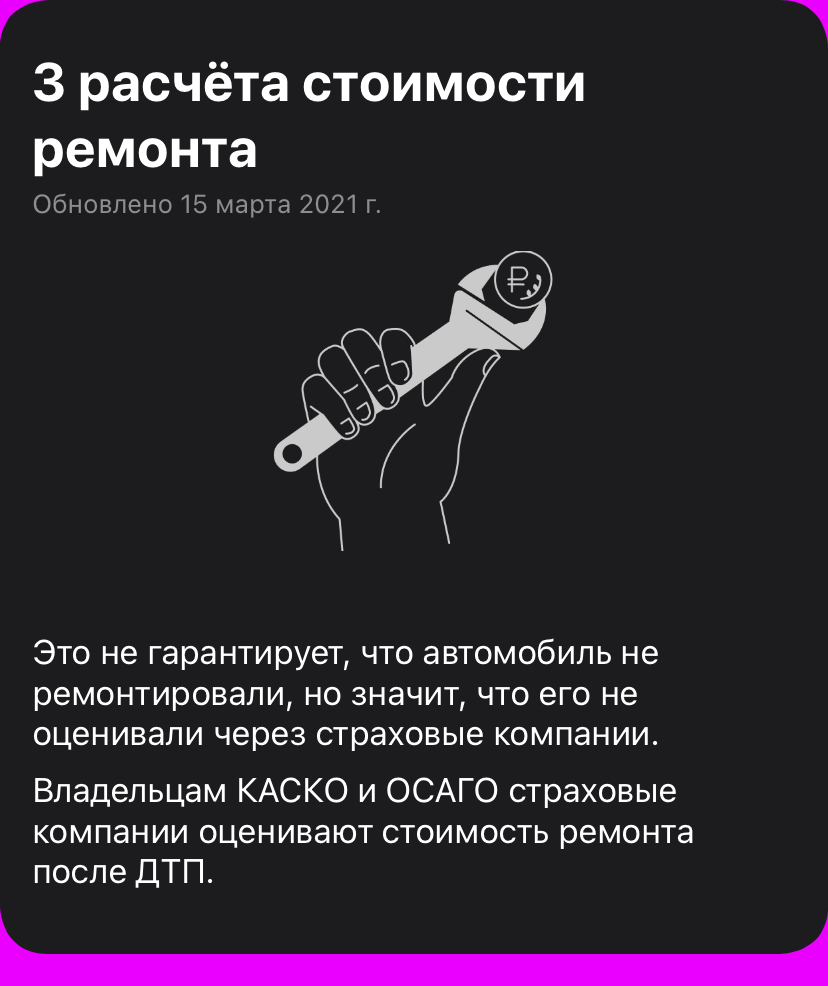 3 расчёта стоимости
ремонта
Обновлено 15 марта 2021 г.
₽
Это не гарантирует, что автомобиль не
ремонтировали, но значит, что его не
оценивали через страховые компании.
Владельцам КАСКО и ОСАГО страховые
компании оценивают стоимость ремонта
после ДТП.